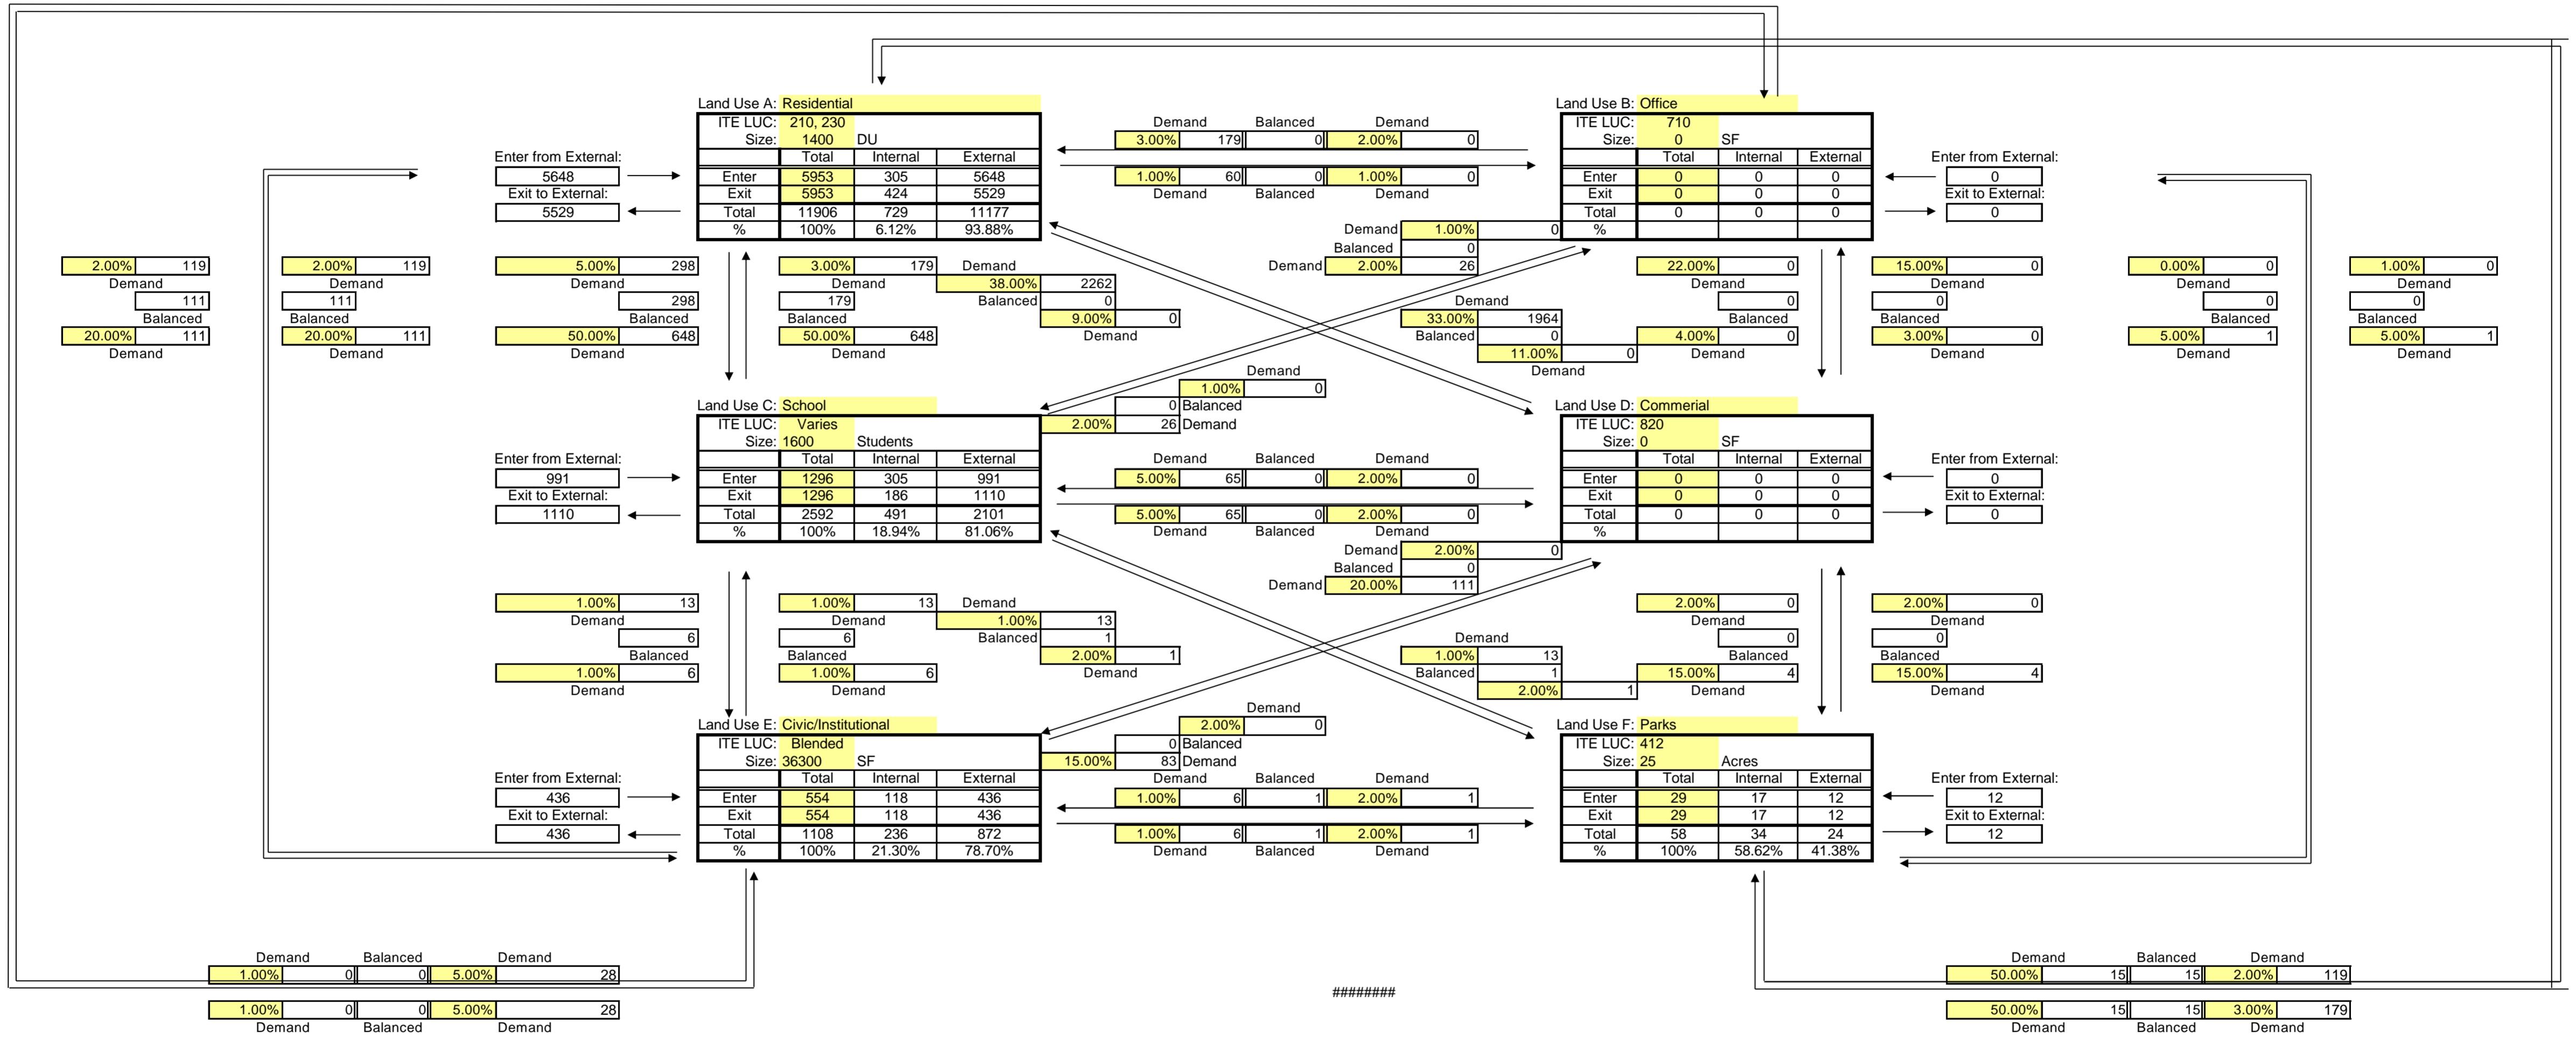 Land Use A: Residential
Land Use B: Office
ITE LUC: 210, 230
Size: 1400 DU
Total Internal External
Enter 5953 305 5648
Exit 5953 424 5529
Total 11906 729 11177
% 100% 6.12% 93.88%
Enter from External:
5648
Exit to External:
5529
Demand Balanced Demand
3.00% 179 0 2.00% 0
1.00% 60 0 1.00% 0
Demand Balanced Demand
ITE LUC: 710
Size: 0 SF
Total Internal External
Enter 0 0 0
Exit 0 0 0
Total 0 0 0
%
Enter from External:
0
Exit to External:
0
Demand 1.00% 0
Balanced 0
Demand 2.00% 26
2.00% 119
Demand
111
Balanced
20.00% 111
Demand
2.00% 119
Demand
111
Balanced
20.00% 111
Demand
5.00% 298
Demand
298
Balanced
50.00% 648
Demand
3.00% 179
Demand
179
Balanced
50.00% 648
Demand
Demand
38.00% 2262
Balanced 0
9.00% 0
Demand
Demand
33.00% 1964
Balanced 0
11.00% 0
Demand
22.00% 0
Demand
0
Balanced
4.00% 0
Demand
15.00% 0
Demand
0
Balanced
3.00% 0
Demand
0.00% 0
Demand
0
Balanced
5.00% 1
Demand
1.00% 0
Demand
0
Balanced
5.00% 1
Demand
Demand
1.00% 0
0 Balanced
2.00% 26 Demand
Land Use C: School
ITE LUC: Varies
Size: 1600 Students
Total Internal External
Enter 1296 305 991
Exit 1296 186 1110
Total 2592 491 2101
% 100% 18.94% 81.06%
Enter from External:
991
Exit to External:
1110
Demand Balanced Demand
5.00% 65 0 2.00% 0
5.00% 65 0 2.00% 0
Demand Balanced Demand
Land Use D: Commerial
ITE LUC: 820
Size: 0 SF
Total Internal External
Enter 0 0 0
Exit 0 0 0
Total 0 0 0
%
Enter from External:
0
Exit to External:
0
Demand 2.00% 0
Balanced 0
Demand 20.00% 111
1.00% 13
Demand
6
Balanced
1.00% 6
Demand
1.00% 13
Demand
6
Balanced
1.00% 6
Demand
Demand
1.00% 13
Balanced 1
2.00% 1
Demand
Demand
1.00% 13
Balanced 1
2.00% 1
2.00% 0
Demand
0
Balanced
15.00% 4
Demand
2.00% 0
Demand
0
Balanced
15.00% 4
Demand
Demand
2.00% 0
0 Balanced
15.00% 83 Demand
Land Use E: Civic/Institutional
ITE LUC: Blended
Size: 36300 SF
Total Internal External
Enter 554 118 436
Exit 554 118 436
Total 1108 236 872
% 100% 21.30% 78.70%
Enter from External:
436
Exit to External:
436
Demand Balanced Demand
1.00% 6 1 2.00% 1
1.00% 6 1 2.00% 1
Demand Balanced Demand
Land Use F: Parks
ITE LUC: 412
Size: 25 Acres
Total Internal External
Enter 29 17 12
Exit 29 17 12
Total 58 34 24
% 100% 58.62% 41.38%
Enter from External:
12
Exit to External:
12
Demand Balanced Demand
1.00% 0 0 5.00% 28
1.00% 0 0 5.00% 28
Demand Balanced Demand
########
Demand Balanced Demand
50.00% 15 15 2.00% 119
50.00% 15 15 3.00% 179
Demand Balanced Demand